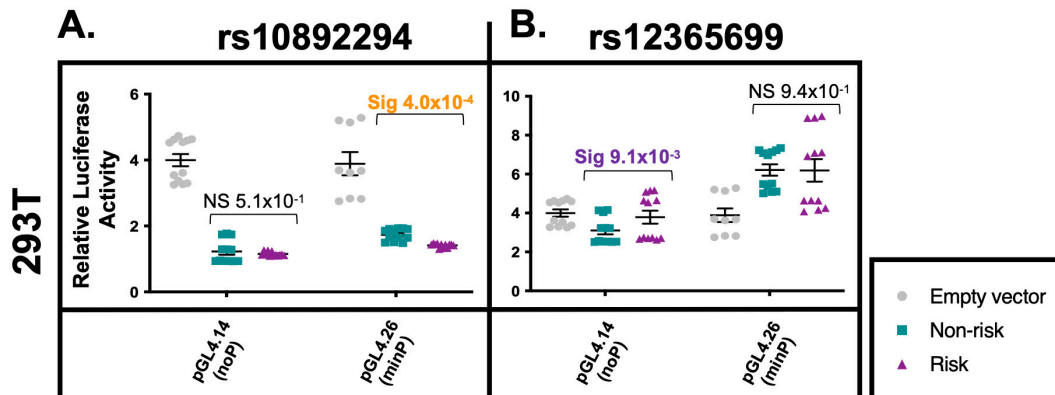 A.
rs10892294
B.
rs12365699
293T
Relative Luciferase
Activity
6
4
2
0
NS 5.1x10⁻¹
Sig 4.0x10⁻⁴
pGL4.14
(noP)
pGL4.26
(minP)
10
8
6
4
2
0
Sig 9.1x10⁻³
NS 9.4x10⁻¹
pGL4.14
(noP)
pGL4.26
(minP)
Empty vector
Non-risk
Risk